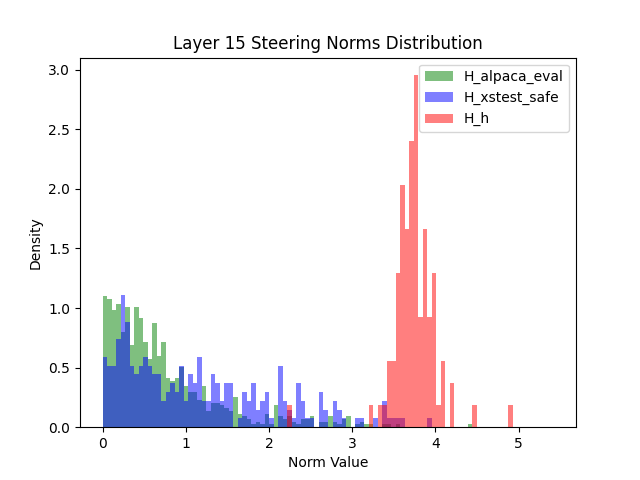 Layer 15 Steering Norms Distribution
H_alpaca_eval
H_xstest_safe
H_h
Density
3.0
2.5
2.0
1.5
1.0
0.5
0.0
0 1 2 3 4 5
Norm Value